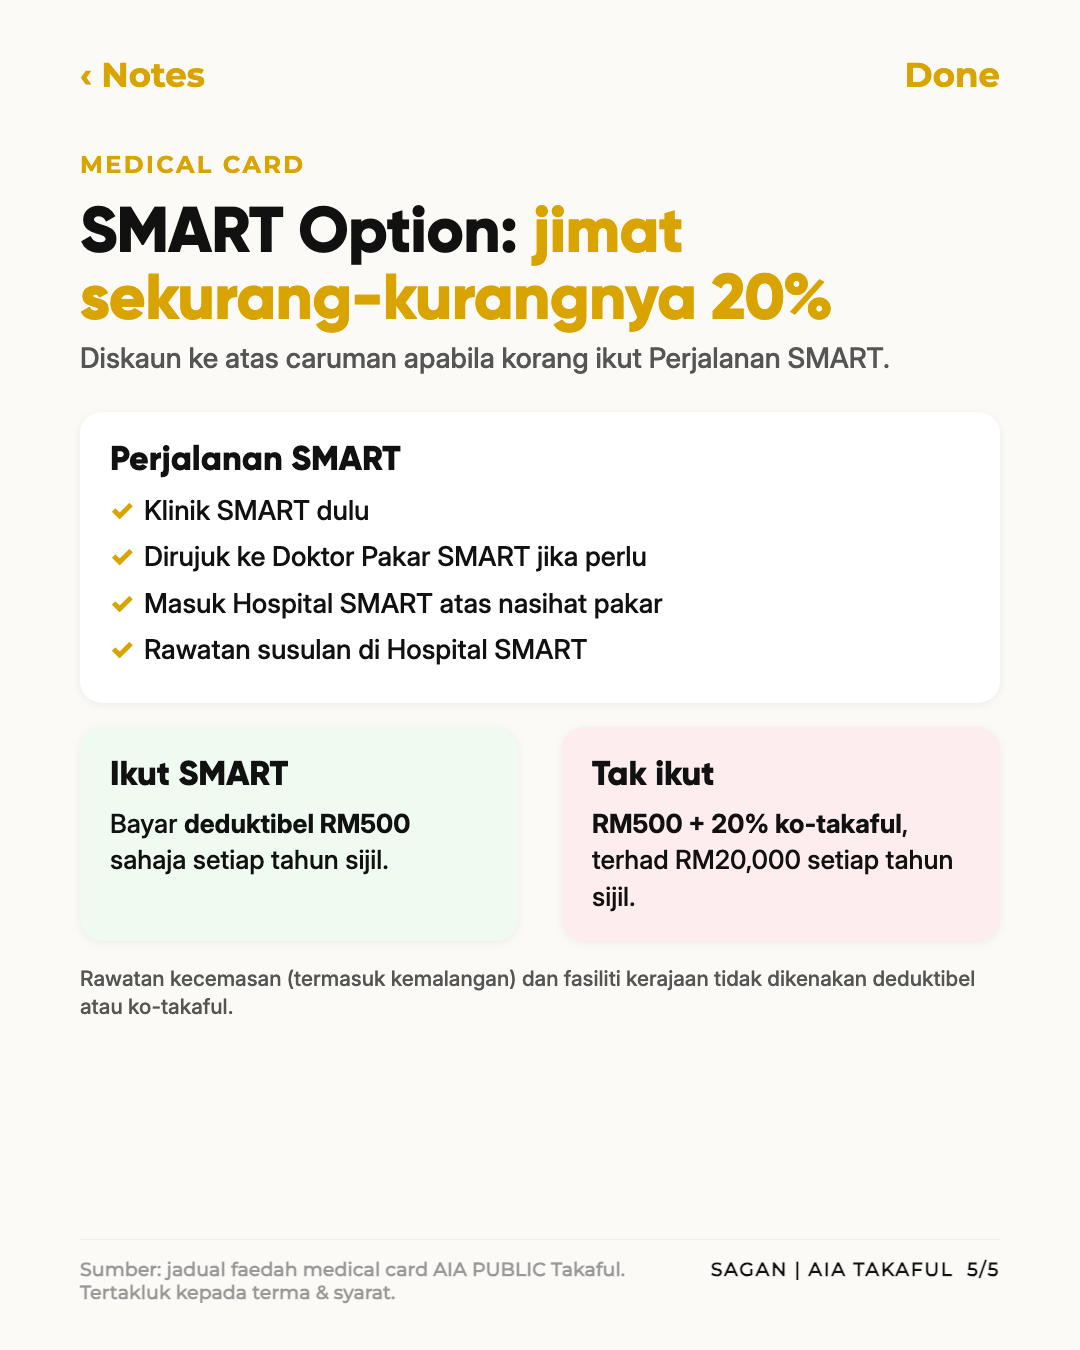 ‹ Notes
Done
MEDICAL CARD
SMART Option: jimat
sekurang-kurangnya 20%
Diskaun ke atas caruman apabila korang ikut Perjalanan SMART.
Perjalanan SMART
✓ Klinik SMART dulu
✓ Dirujuk ke Doktor Pakar SMART jika perlu
✓ Masuk Hospital SMART atas nasihat pakar
✓ Rawatan susulan di Hospital SMART
Ikut SMART
Bayar deduktibel RM500
sahaja setiap tahun sijil.
Tak ikut
RM500 + 20% ko-takaful,
terhad RM20,000 setiap tahun
sijil.
Rawatan kecemasan (termasuk kemalangan) dan fasiliti kerajaan tidak dikenakan deduktibel
atau ko-takaful.
Sumber: jadual faedah medical card AIA PUBLIC Takaful.
Tertakluk kepada terma & syarat.
SAGAN | AIA TAKAFUL 5/5